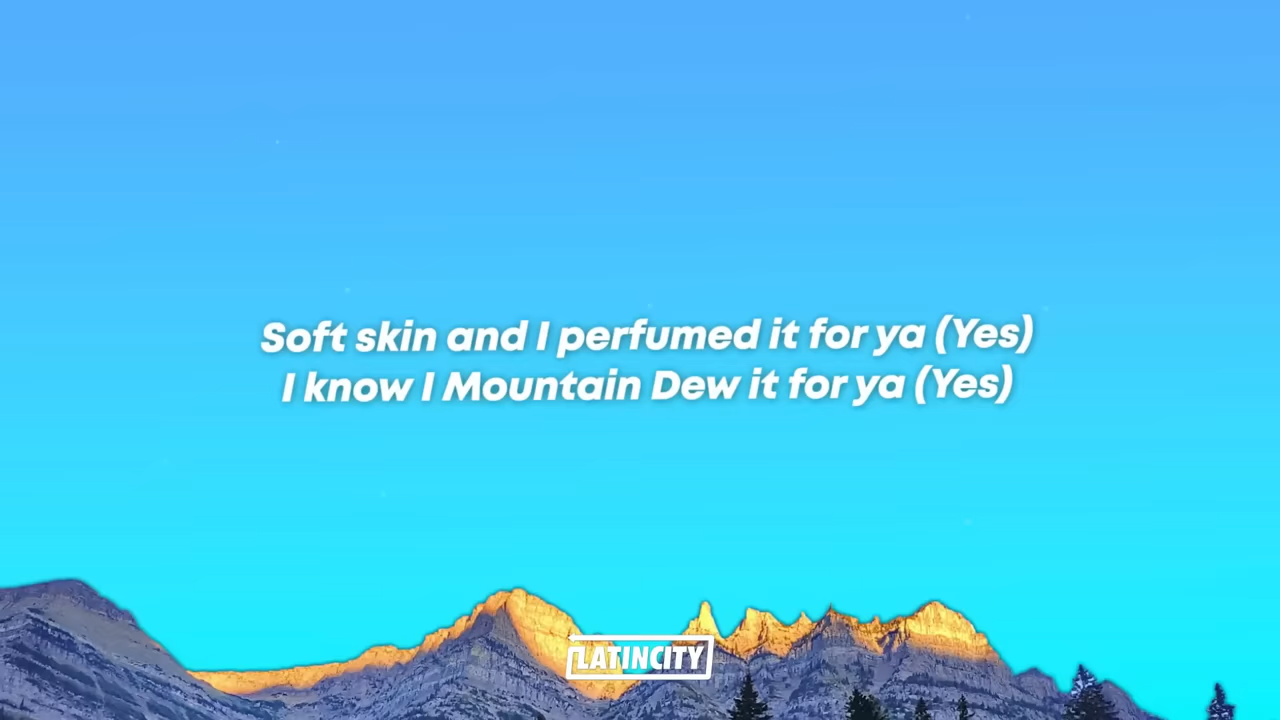 Soft skin and I perfumed it for ya (Yes)
I know I Mountain Dew it for ya (Yes)
LATINCITY